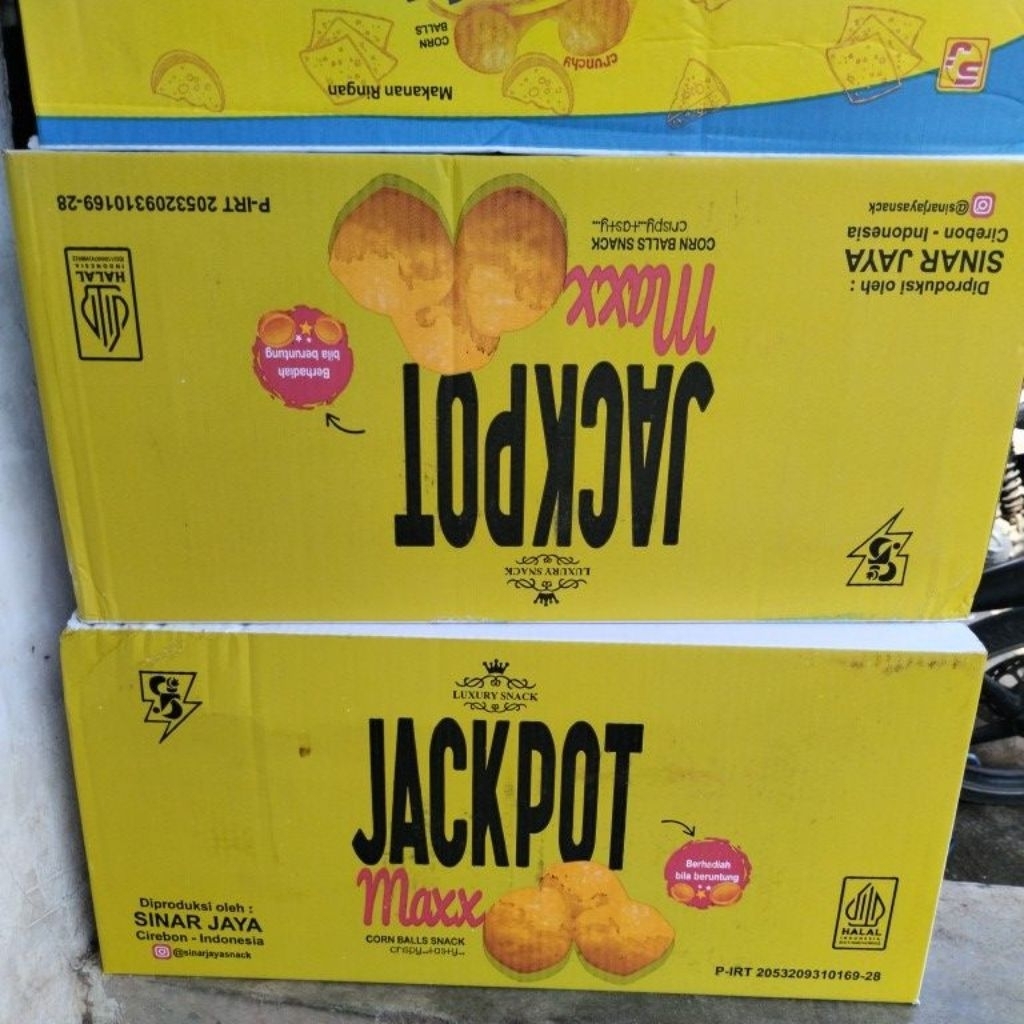 Makanan Ringan
crunchy
CORN
BALLS
SJ
LUXURY SNACK
JACKPOT
Maxx
CORN BALLS SNACK
crispy...tasty...
Berhadiah
bila beruntung
Diproduksi oleh :
SINAR JAYA
Cirebon - Indonesia
@sinarjayasnack
HALAL
INDONESIA
P-IRT 2053209310169-28
LUXURY SNACK
JACKPOT
Maxx
CORN BALLS SNACK
crispy...tasty...
Berhadiah
bila beruntung
Diproduksi oleh :
SINAR JAYA
Cirebon - Indonesia
@sinarjayasnack
HALAL
INDONESIA
P-IRT 2053209310169-28